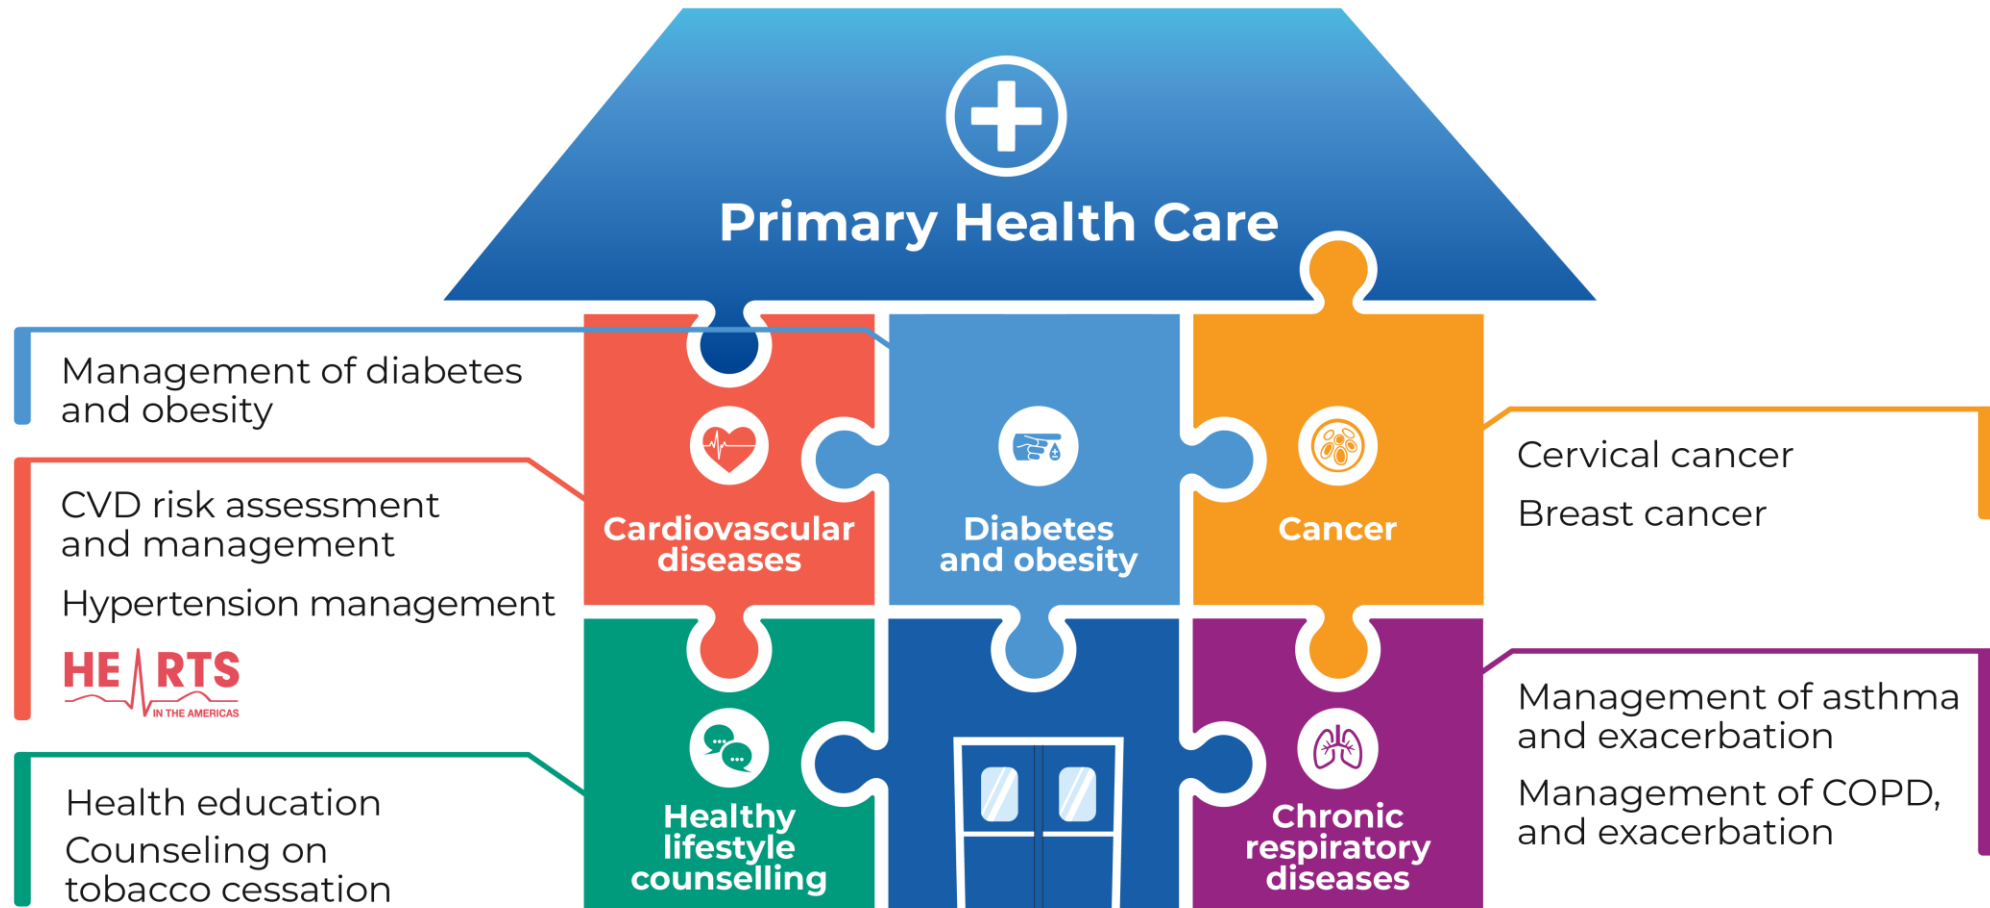 Primary Health Care
Management of diabetes
and obesity
CVD risk assessment
and management
Hypertension management
HEARTS
IN THE AMERICAS
Health education
Counseling on
tobacco cessation
Cardiovascular
diseases
Diabetes
and obesity
Cancer
Healthy
lifestyle
counselling
Chronic
respiratory
diseases
Cervical cancer
Breast cancer
Management of asthma
and exacerbation
Management of COPD,
and exacerbation